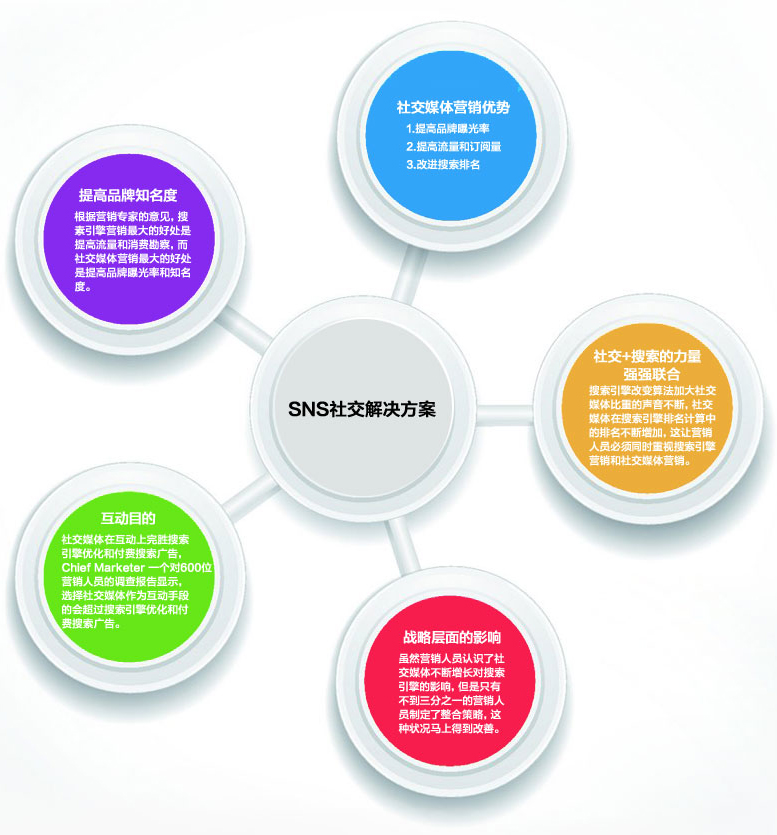 社交媒体营销优势
1.提高品牌曝光率
2.提高流量和订阅量
3.改进搜索排名
提高品牌知名度
根据营销专家的意见，搜
索引擎营销最大的好处是
提高流量和消费勘察，而
社交媒体营销最大的好处
是提高品牌曝光率和知名
度。
社交+搜索的力量
强强联合
搜索引擎改变算法加大社交
媒体比重的声音不断，社交
媒体在搜索引擎排名计算中
的排名不断增加，这让营销
人员必须同时重视搜索引擎
营销和社交媒体营销。
SNS社交解决方案
互动目的
社交媒体在互动上完胜搜索
引擎优化和付费搜索广告，
Chlef Marketer 一个对600位
营销人员的调查报告显示，
选择社交媒体作为互动手段
的会超过搜索引擎优化和付
费搜索广告。
战略层面的影响
虽然营销人员认识了社
交媒体不断增长对搜索
引擎的影响，但是只有
不到三分之一的营销人
员制定了整合策略，这
种状况马上得到改善。